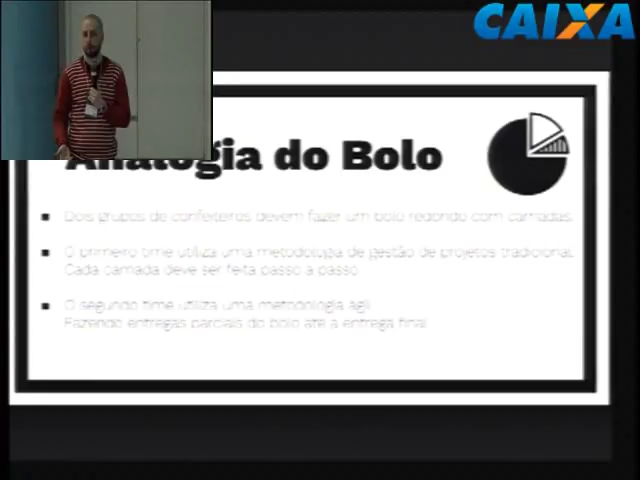 CAIXA
Analogia do Bolo
Dois grupos de confeiteiros devem fazer um bolo redondo com camadas.
O primeiro time utiliza uma metodologia de gestão de projetos tradicional.
Cada camada deve ser feita passo a passo
O segundo time utiliza uma metodologia ágil
Fazendo entregas parciais do bolo até a entrega final